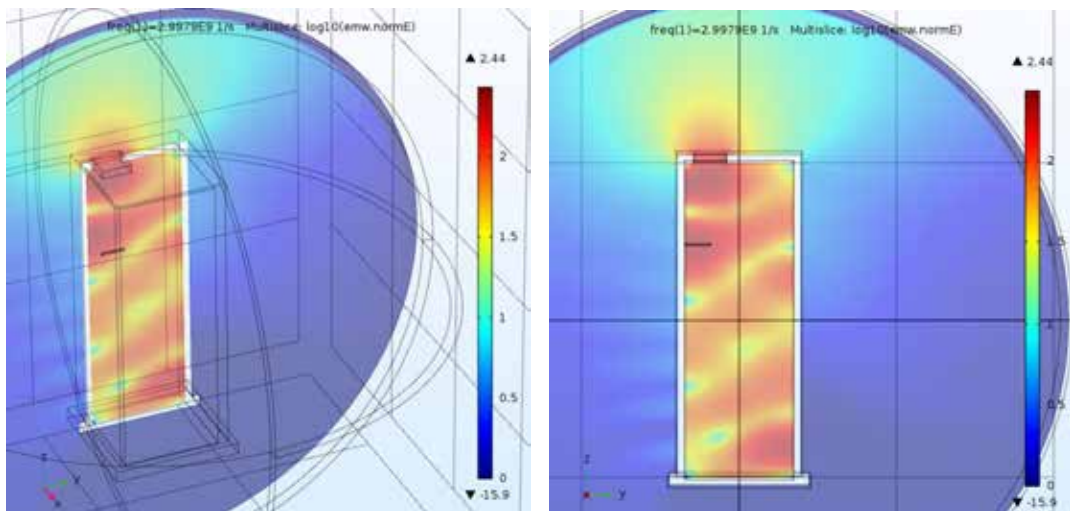 freq(1)=2.9979E9 1/s Multislice: log10(emw.normE)
▲ 2.44
2
1.5
1
0.5
0
▼ -15.9
z
y
x
freq(1)=2.9979E9 1/s Multislice: log10(emw.normE)
▲ 2.44
2
1.5
1
0.5
0
▼ -15.9
z
x y